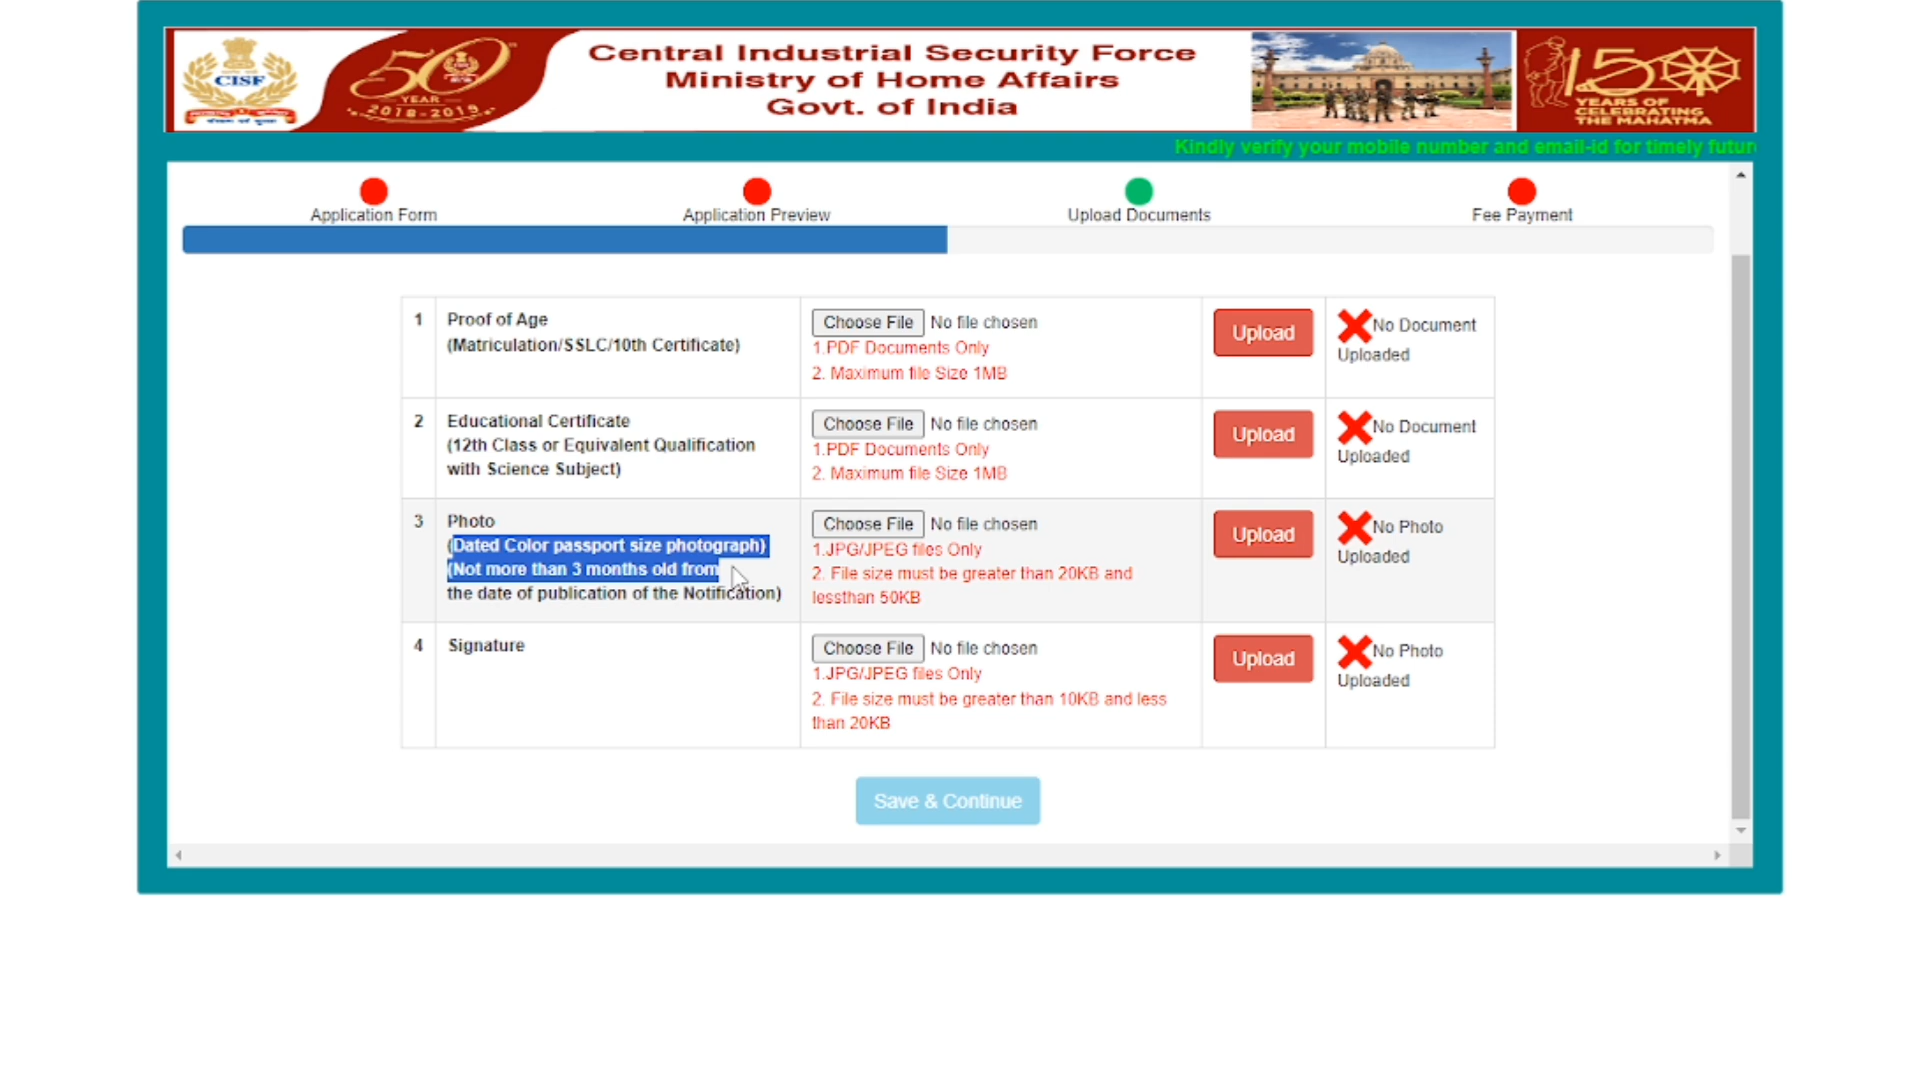 CISF
50
YEAR
2018-2019
Central Industrial Security Force
Ministry of Home Affairs
Govt. of India
150
YEARS OF
CELEBRATING
THE MAHATMA
Kindly verify your mobile number and email-id for timely futur
Application Form
Application Preview
Upload Documents
Fee Payment
1
Proof of Age
(Matriculation/SSLC/10th Certificate)
Choose File No file chosen
1.PDF Documents Only
2. Maximum file Size 1MB
Upload
No Document
Uploaded
2
Educational Certificate
(12th Class or Equivalent Qualification
with Science Subject)
Choose File No file chosen
1.PDF Documents Only
2. Maximum file Size 1MB
Upload
No Document
Uploaded
3
Photo
(Dated Color passport size photograph)
(Not more than 3 months old from
the date of publication of the Notification)
Choose File No file chosen
1.JPG/JPEG files Only
2. File size must be greater than 20KB and
lessthan 50KB
Upload
No Photo
Uploaded
4
Signature
Choose File No file chosen
1.JPG/JPEG files Only
2. File size must be greater than 10KB and less
than 20KB
Upload
No Photo
Uploaded
Save & Continue